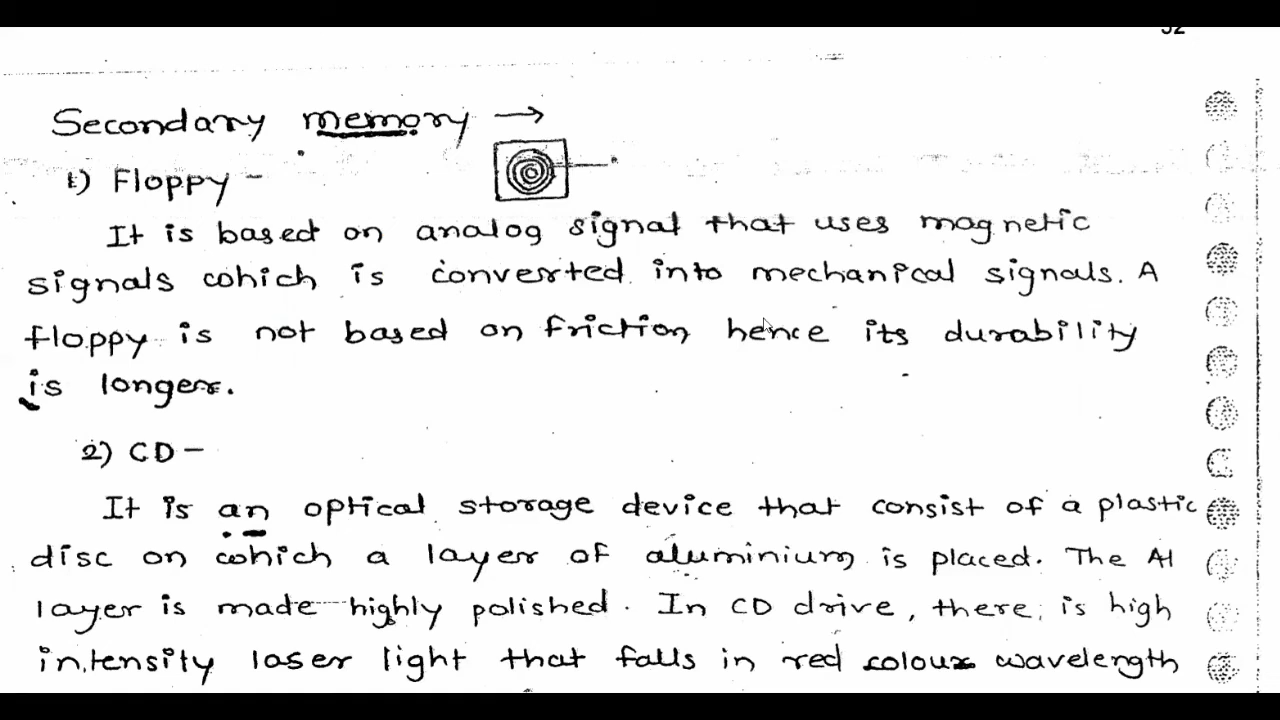 Secondary memory →
1) Floppy -
It is based on analog signal that uses magnetic
signals which is converted into mechanical signals. A
floppy is not based on friction hence its durability
is longer.
2) CD -
It is an optical storage device that consist of a plastic
disc on which a layer of aluminium is placed. The Al
layer is made highly polished. In CD drive, there is high
intensity laser light that falls in red colour wavelength